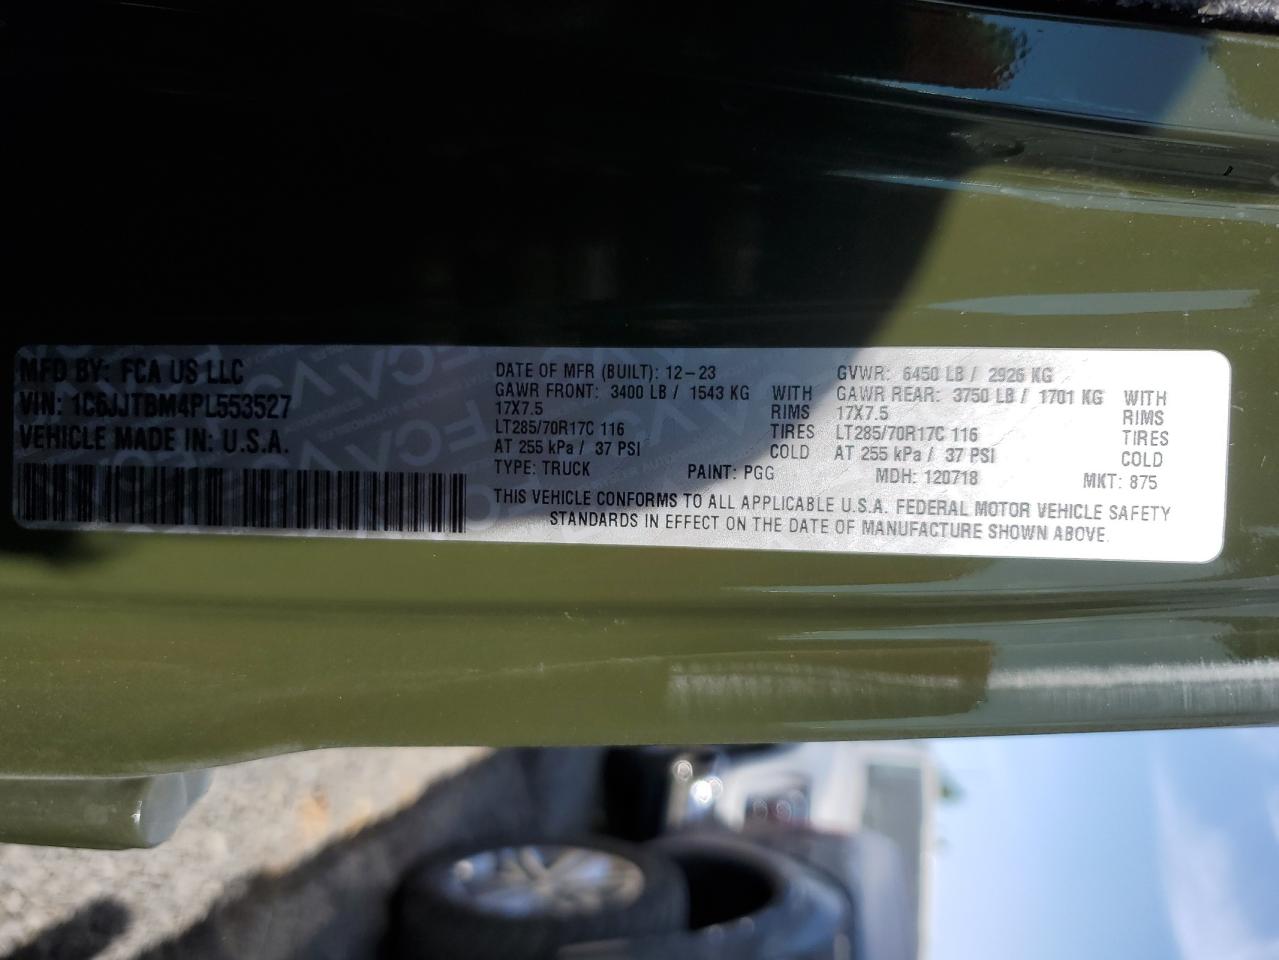 MFD BY: FCA US LLC
VIN: 1C6JJTBM4PL553527
VEHICLE MADE IN: U.S.A.
DATE OF MFR (BUILT): 12-23
GAWR FRONT: 3400 LB / 1543 KG WITH
17X7.5 RIMS
LT285/70R17C 116 TIRES
AT 255 kPa / 37 PSI COLD
TYPE: TRUCK PAINT: PGG
GVWR: 6450 LB / 2926 KG
GAWR REAR: 3750 LB / 1701 KG WITH
17X7.5 RIMS
LT285/70R17C 116 TIRES
AT 255 kPa / 37 PSI COLD
MDH: 120718 MKT: 875
THIS VEHICLE CONFORMS TO ALL APPLICABLE U.S.A. FEDERAL MOTOR VEHICLE SAFETY
STANDARDS IN EFFECT ON THE DATE OF MANUFACTURE SHOWN ABOVE.